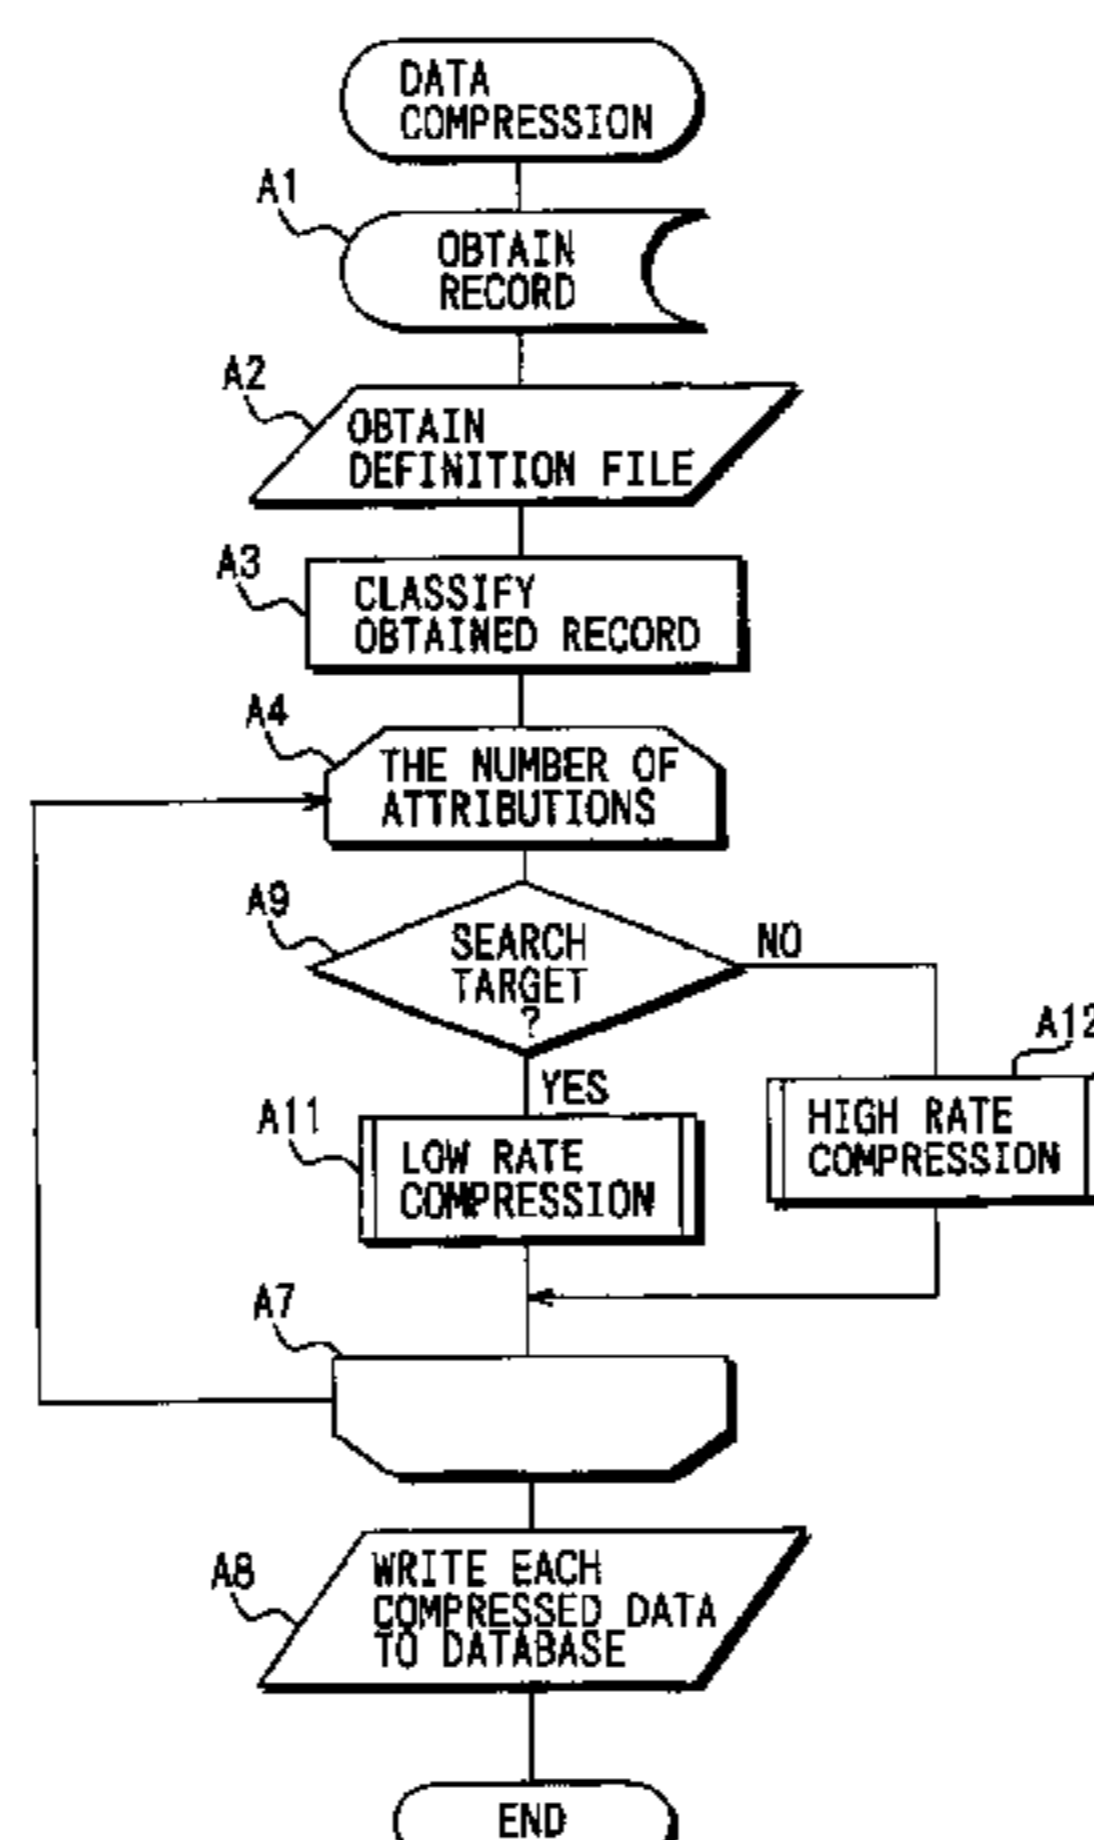 DATA
COMPRESSION
A1
OBTAIN
RECORD
A2
OBTAIN
DEFINITION FILE
A3
CLASSIFY
OBTAINED RECORD
A4
THE NUMBER OF
ATTRIBUTIONS
A9
SEARCH
TARGET
?
NO
YES
A12
HIGH RATE
COMPRESSION
A11
LOW RATE
COMPRESSION
A7
A8
WRITE EACH
COMPRESSED DATA
TO DATABASE
END